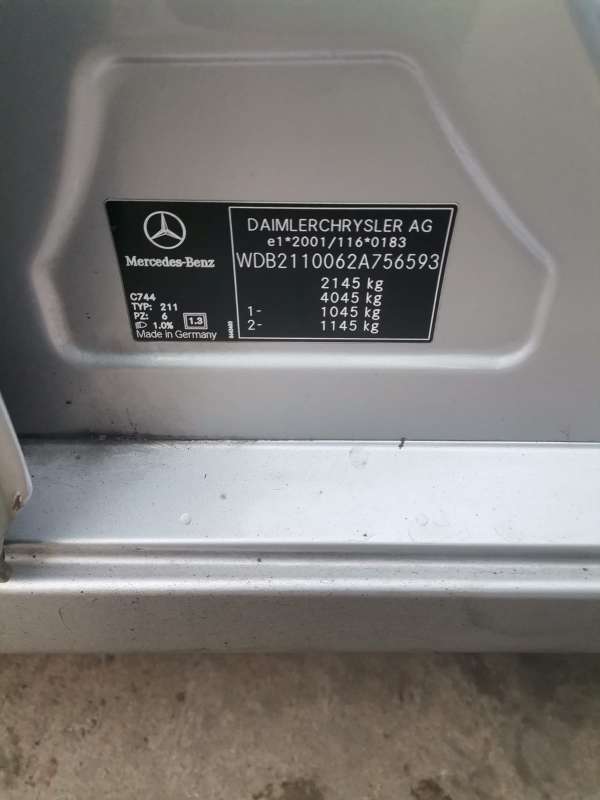 Mercedes-Benz
C744
TYP: 211
PZ: 6
1.0%
1.3
Made in Germany
DAIMLERCHRYSLER AG
e1*2001/116*0183
WDB2110062A756593
2145 kg
4045 kg
1- 1045 kg
2- 1145 kg